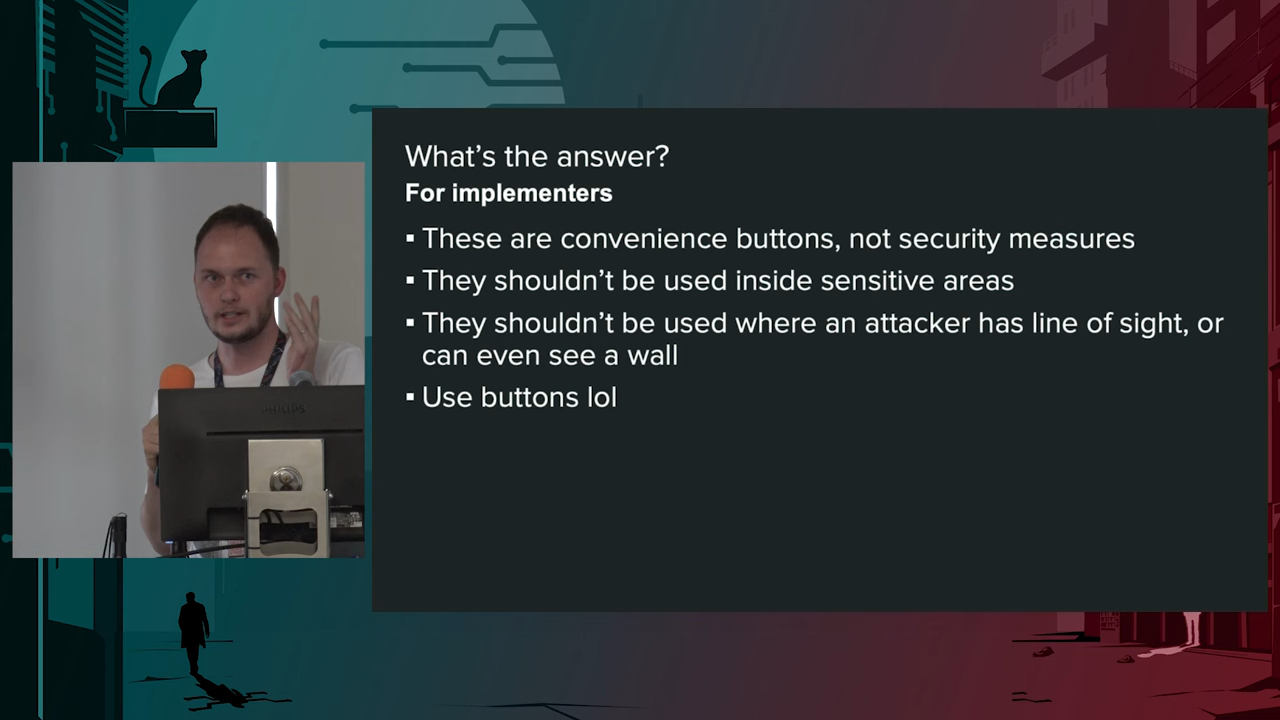 What's the answer?
For implementers
▪ These are convenience buttons, not security measures
▪ They shouldn't be used inside sensitive areas
▪ They shouldn't be used where an attacker has line of sight, or
can even see a wall
▪ Use buttons lol
PHILIPS